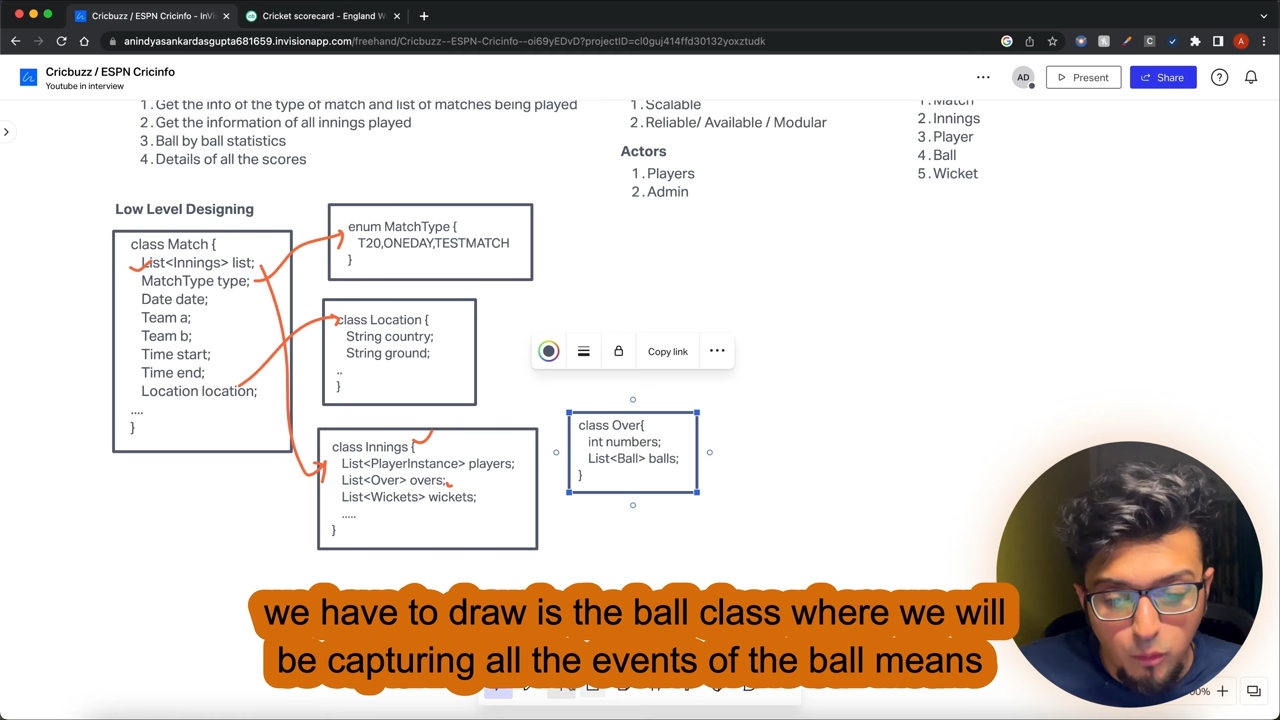 Cricbuzz / ESPN Cricinfo - InVi
Cricket scorecard - England W
anindyasankardasgupta681659.invisionapp.com/freehand/Cricbuzz--ESPN-Cricinfo--oi69yEDvD?projectID=cl0guj414ffd30132yoxztudk
Cricbuzz / ESPN Cricinfo
Youtube in interview
AD
Present
Share
1. Get the info of the type of match and list of matches being played
2. Get the information of all innings played
3. Ball by ball statistics
4. Details of all the scores
1. Scalable
2. Reliable/ Available / Modular
Actors
1. Players
2. Admin
1. Match
2. Innings
3. Player
4. Ball
5. Wicket
Low Level Designing
class Match {
List<Innings> list;
MatchType type;
Date date;
Team a;
Team b;
Time start;
Time end;
Location location;
....
}
enum MatchType {
T20,ONEDAY,TESTMATCH
}
class Location {
String country;
String ground;
..
}
Copy link
class Innings {
List<PlayerInstance> players;
List<Over> overs;
List<Wickets> wickets;
.....
}
class Over{
int numbers;
List<Ball> balls;
}
we have to draw is the ball class where we will
be capturing all the events of the ball means